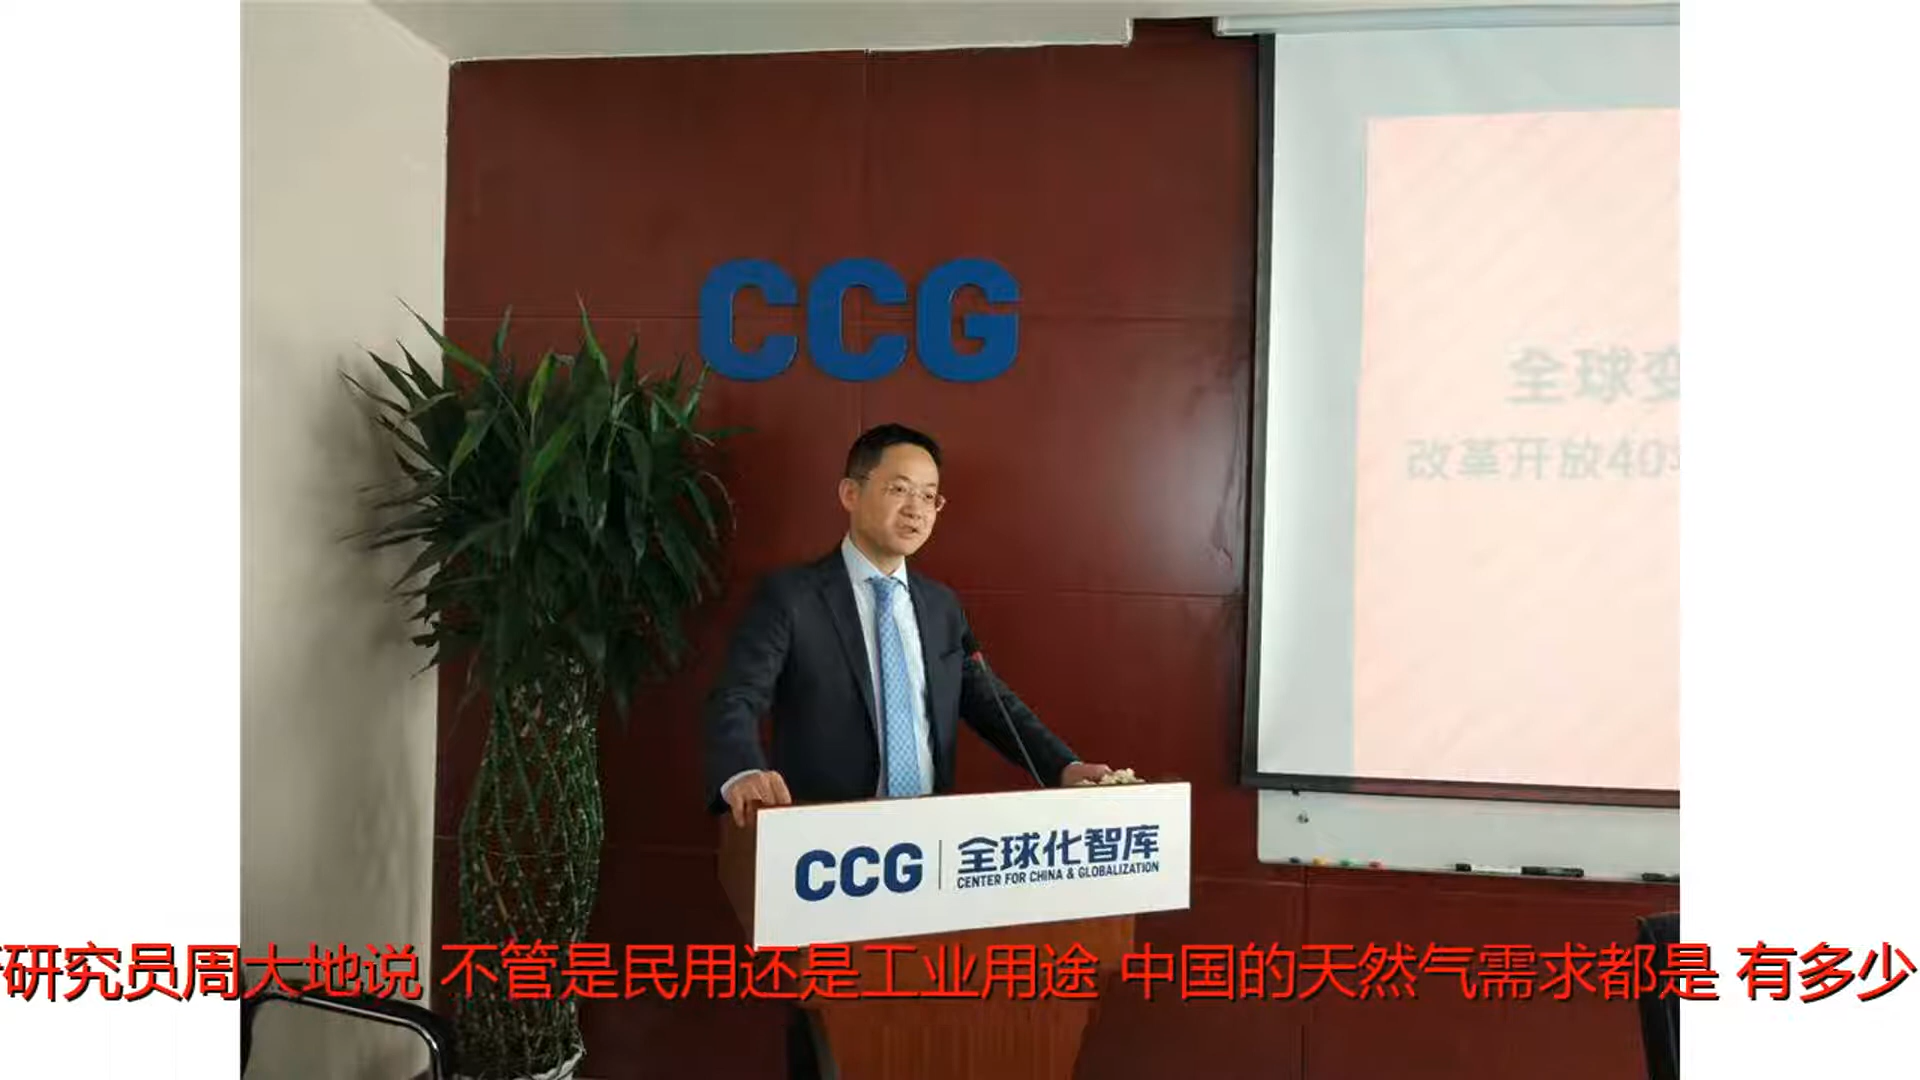 CCG
全球变
改革开放40年
CCG 全球化智库
CENTER FOR CHINA & GLOBALIZATION
研究员周大地说 不管是民用还是工业用途 中国的天然气需求都是 有多少